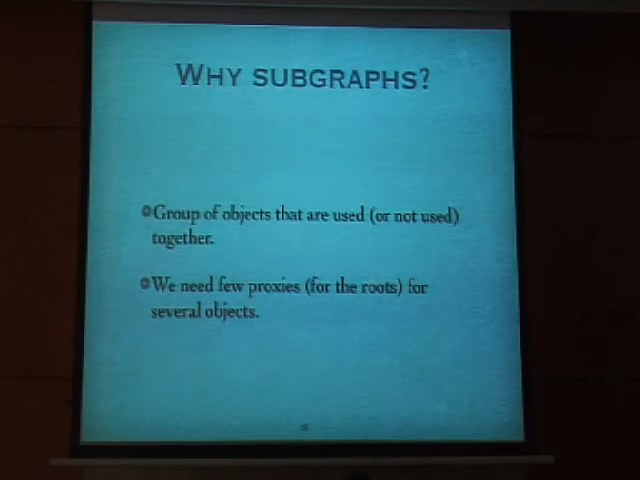 WHY SUBGRAPHS?
Group of objects that are used (or not used)
together.
We need few proxies (for the roots) for
several objects.